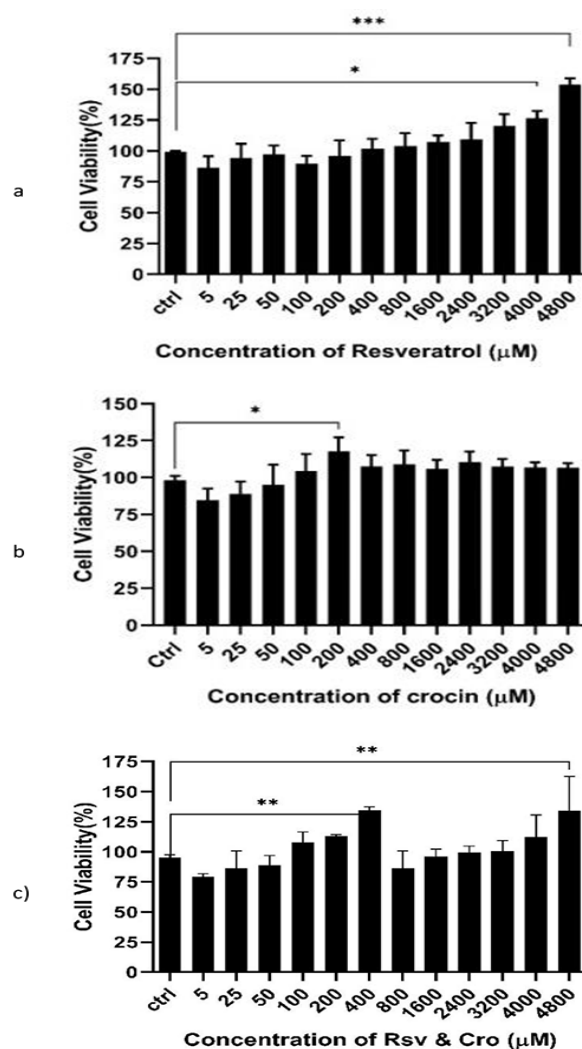 a
Cell Viability(%)
175
150
125
100
75
50
25
0
***
*
ctrl 5 25 50 100 200 400 800 1600 2400 3200 4000 4800
Concentration of Resveratrol (μM)
b
Cell Viability(%)
150
125
100
75
50
25
0
*
Ctrl 5 25 50 100 200 400 800 1600 2400 3200 4000 4800
Concentration of crocin (μM)
c)
Cell Viability(%)
175
150
125
100
75
50
25
0
**
**
ctrl 5 25 50 100 200 400 800 1600 2400 3200 4000 4800
Concentration of Rsv & Cro (μM)